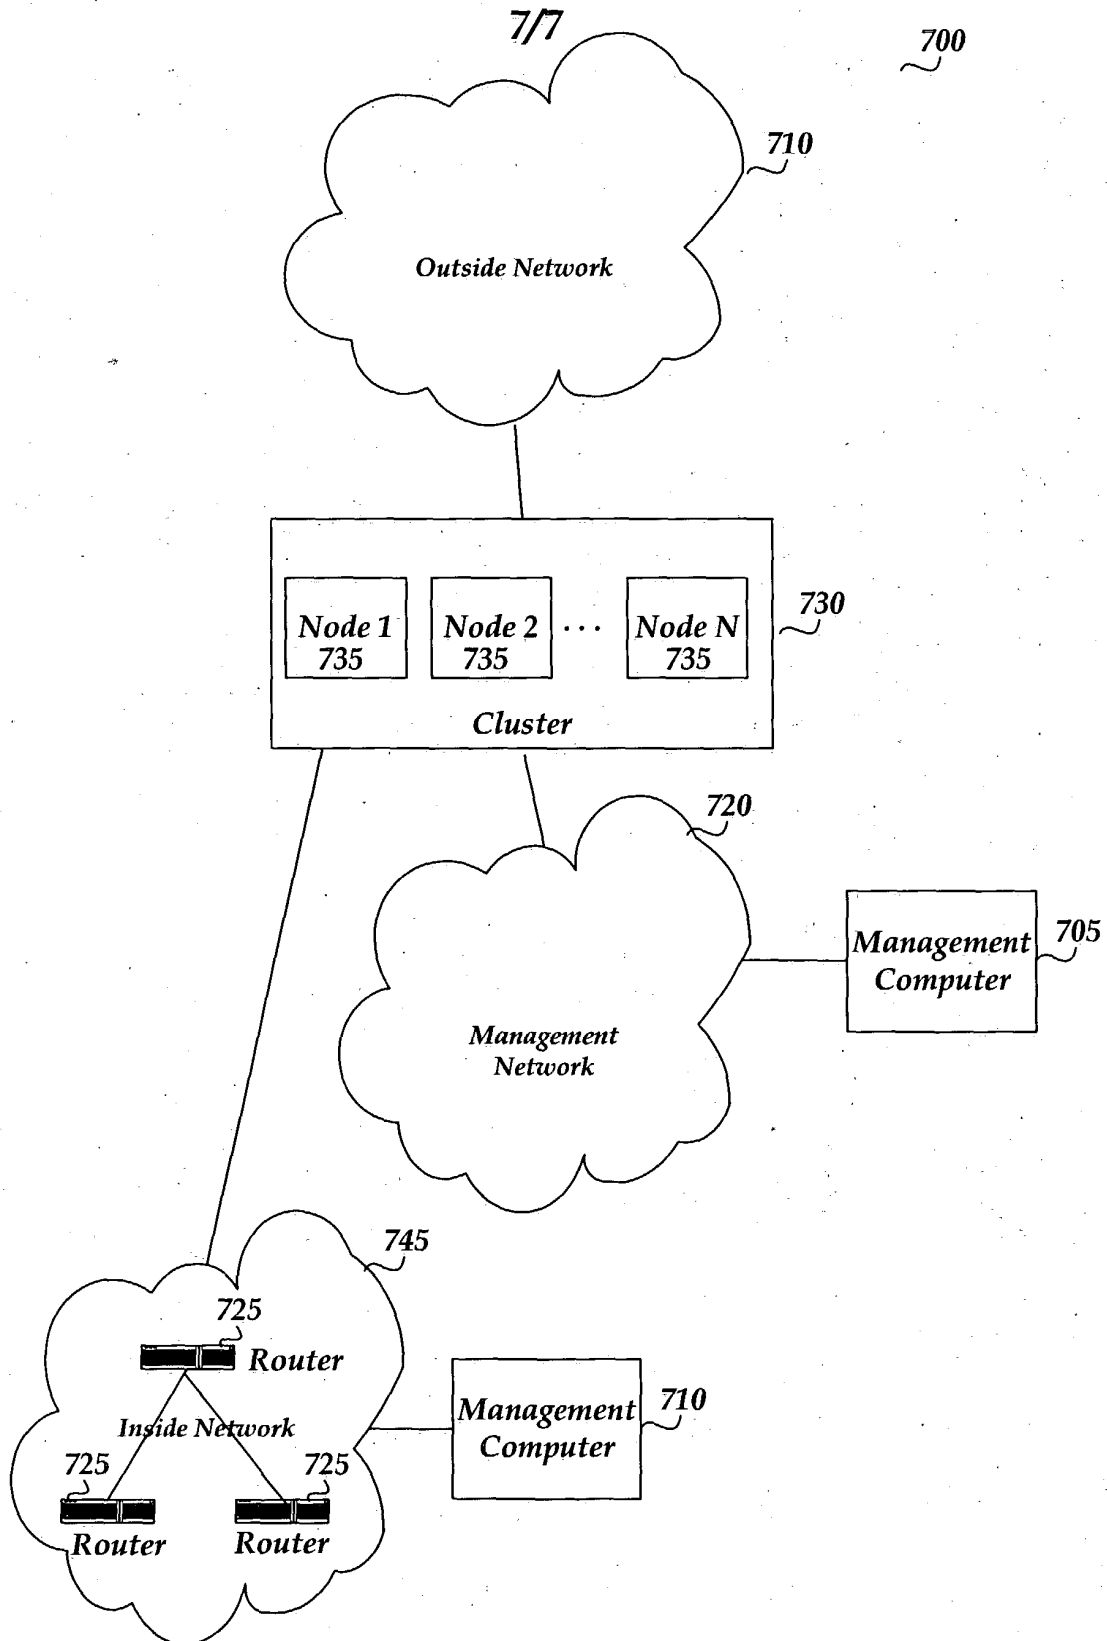 7/7
700
710
Outside Network
Node 1
735
Node 2
735
...
Node N
735
730
Cluster
720
Management
Computer
705
Management
Network
745
725
Router
Inside Network
Management
Computer
710
725
Router
725
Router